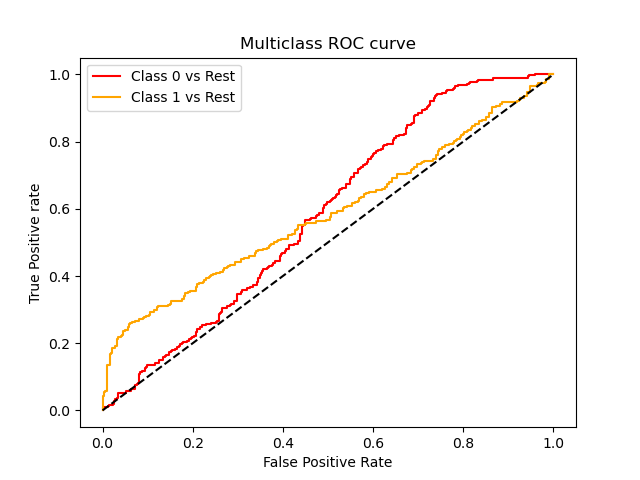 Multiclass ROC curve
Class 0 vs Rest
Class 1 vs Rest
True Positive rate
1.0
0.8
0.6
0.4
0.2
0.0
0.0 0.2 0.4 0.6 0.8 1.0
False Positive Rate